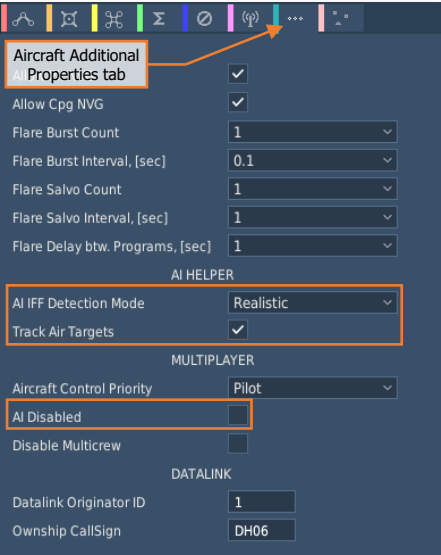 Aircraft Additional
Properties tab
Allow Cpg NVG
Flare Burst Count
1
Flare Burst Interval, [sec]
0.1
Flare Salvo Count
1
Flare Salvo Interval, [sec]
1
Flare Delay btw. Programs, [sec]
1
AI HELPER
AI IFF Detection Mode
Realistic
Track Air Targets
MULTIPLAYER
Aircraft Control Priority
Pilot
AI Disabled
Disable Multicrew
DATALINK
Datalink Originator ID
1
Ownship CallSign
DH06